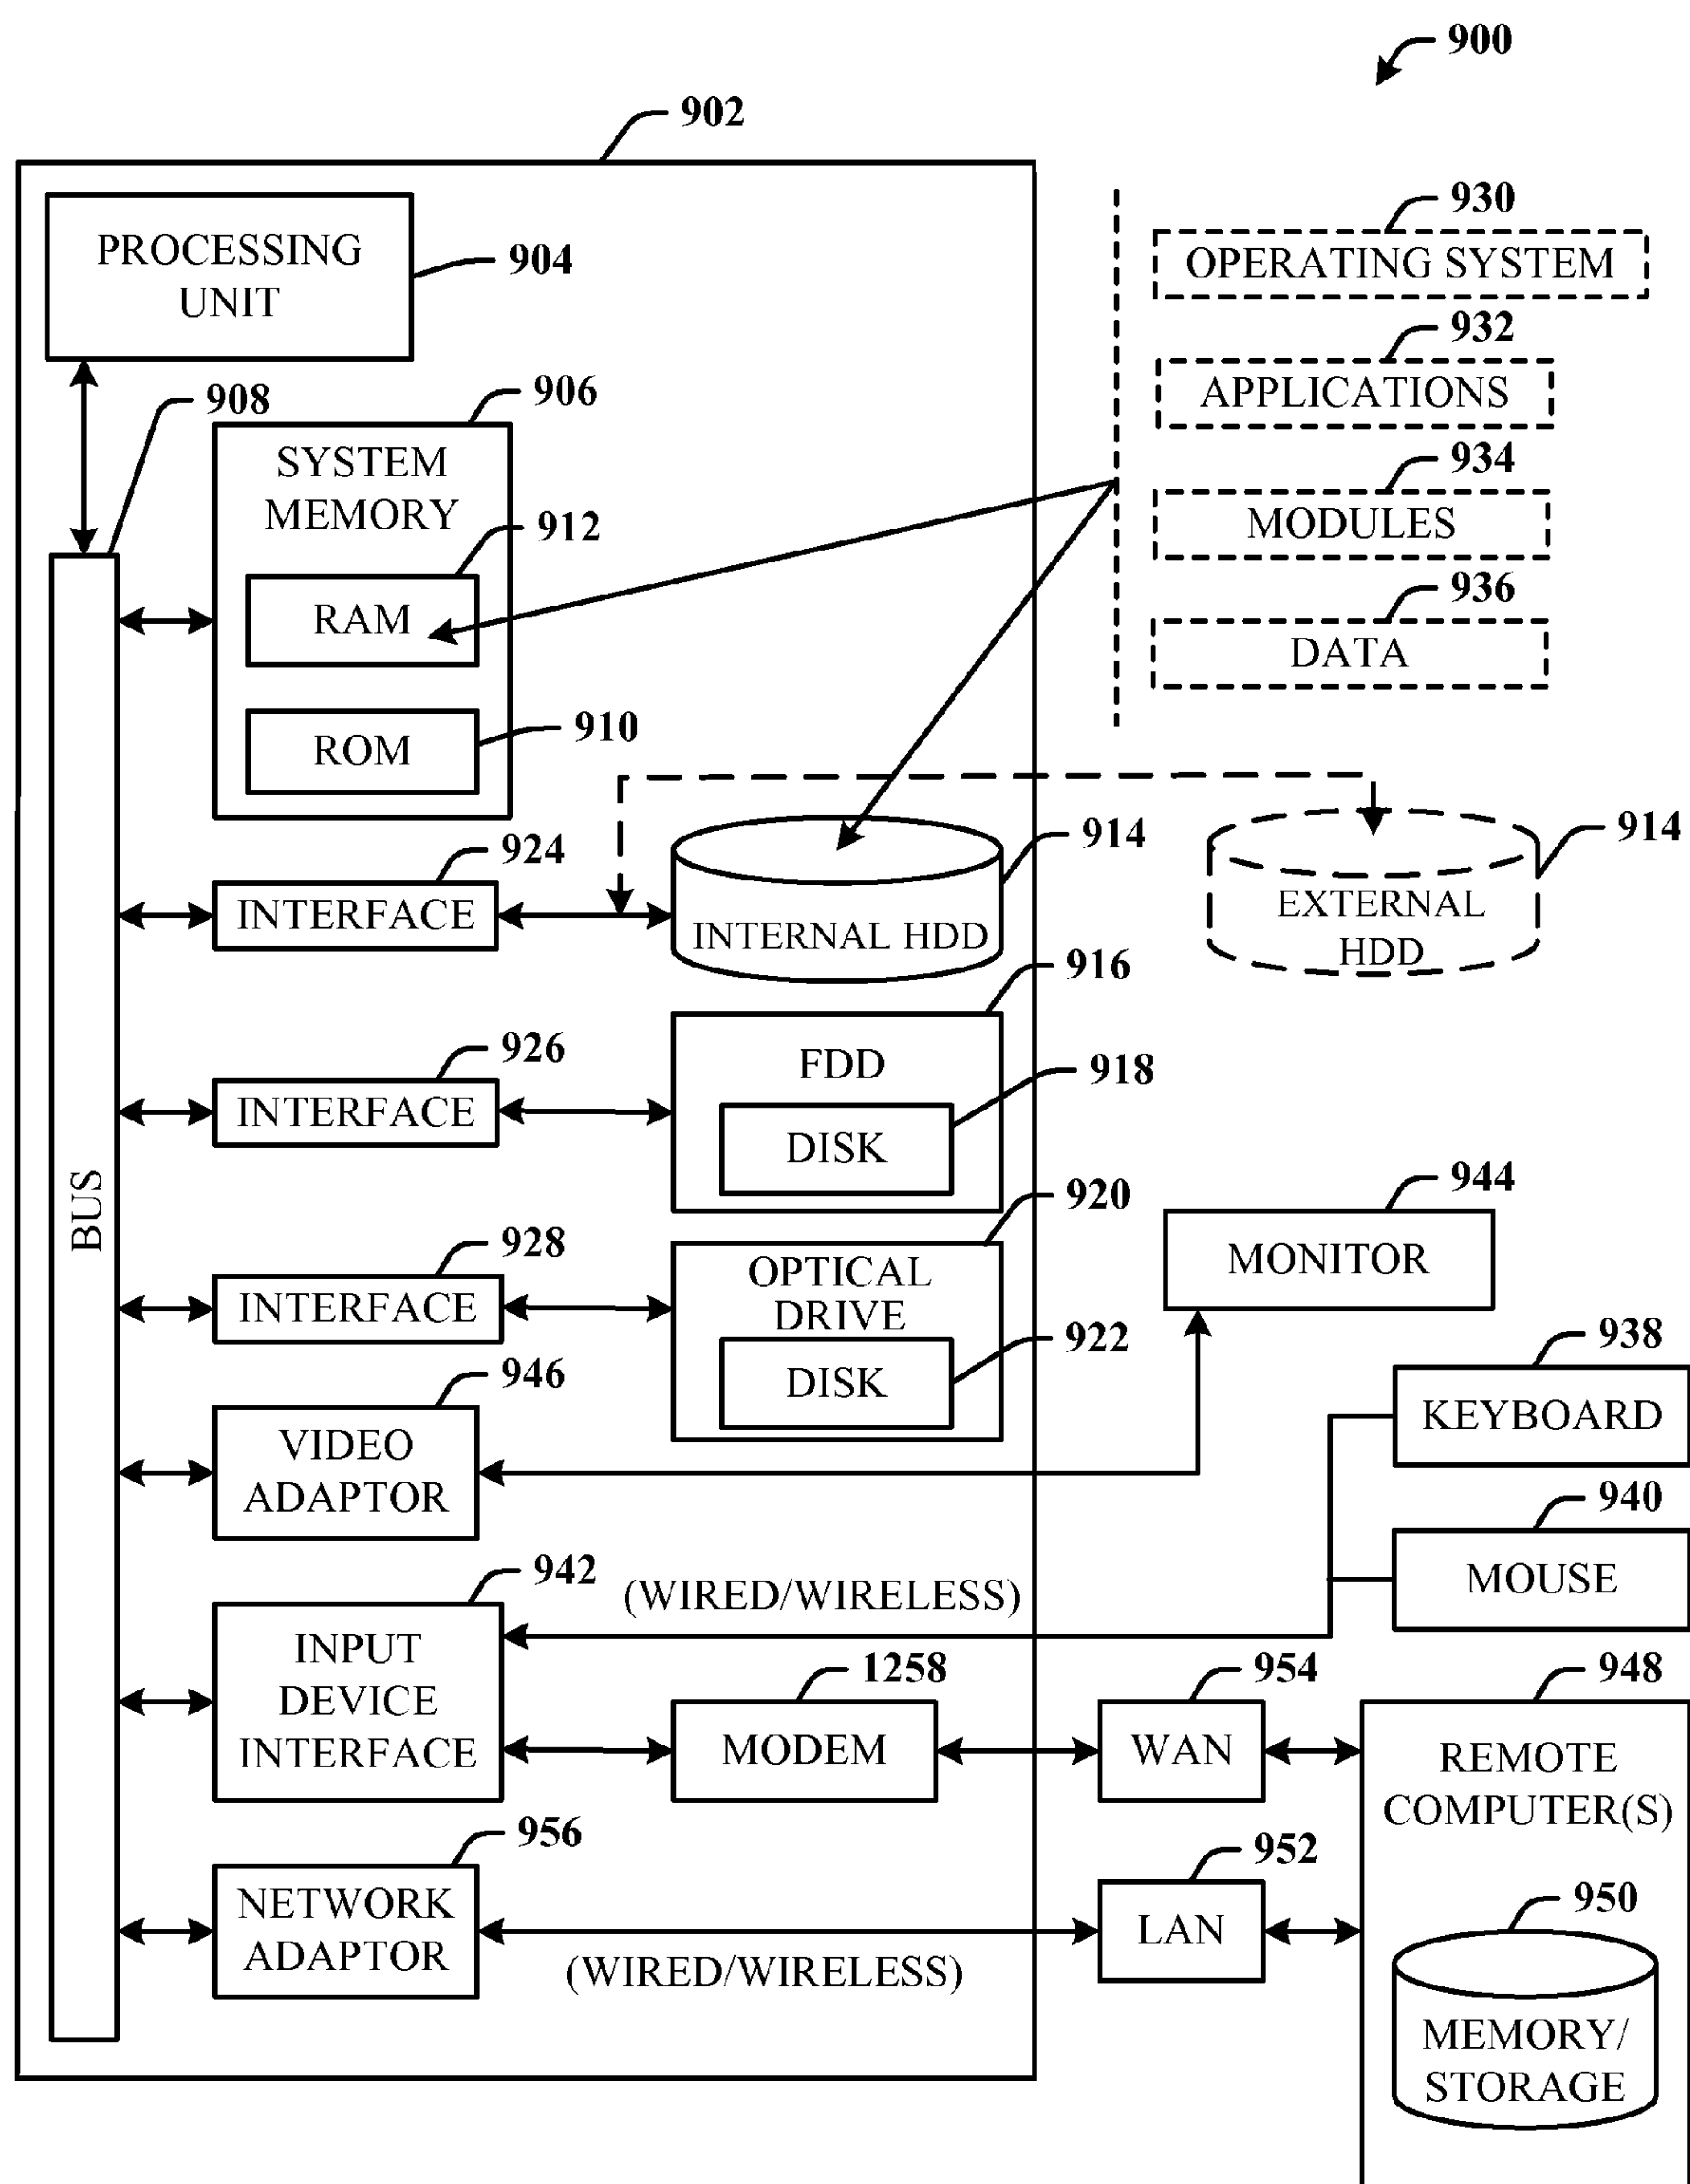 900
902
PROCESSING
UNIT
904
930
OPERATING SYSTEM
932
APPLICATIONS
934
MODULES
936
DATA
908
906
SYSTEM
MEMORY
912
RAM
910
ROM
BUS
924
INTERFACE
914
INTERNAL HDD
914
EXTERNAL
HDD
926
INTERFACE
916
FDD
918
DISK
928
INTERFACE
920
OPTICAL
DRIVE
922
DISK
944
MONITOR
946
VIDEO
ADAPTOR
938
KEYBOARD
940
MOUSE
942
INPUT
DEVICE
INTERFACE
(WIRED/WIRELESS)
1258
MODEM
954
WAN
948
REMOTE
COMPUTER(S)
956
NETWORK
ADAPTOR
(WIRED/WIRELESS)
952
LAN
950
MEMORY/
STORAGE